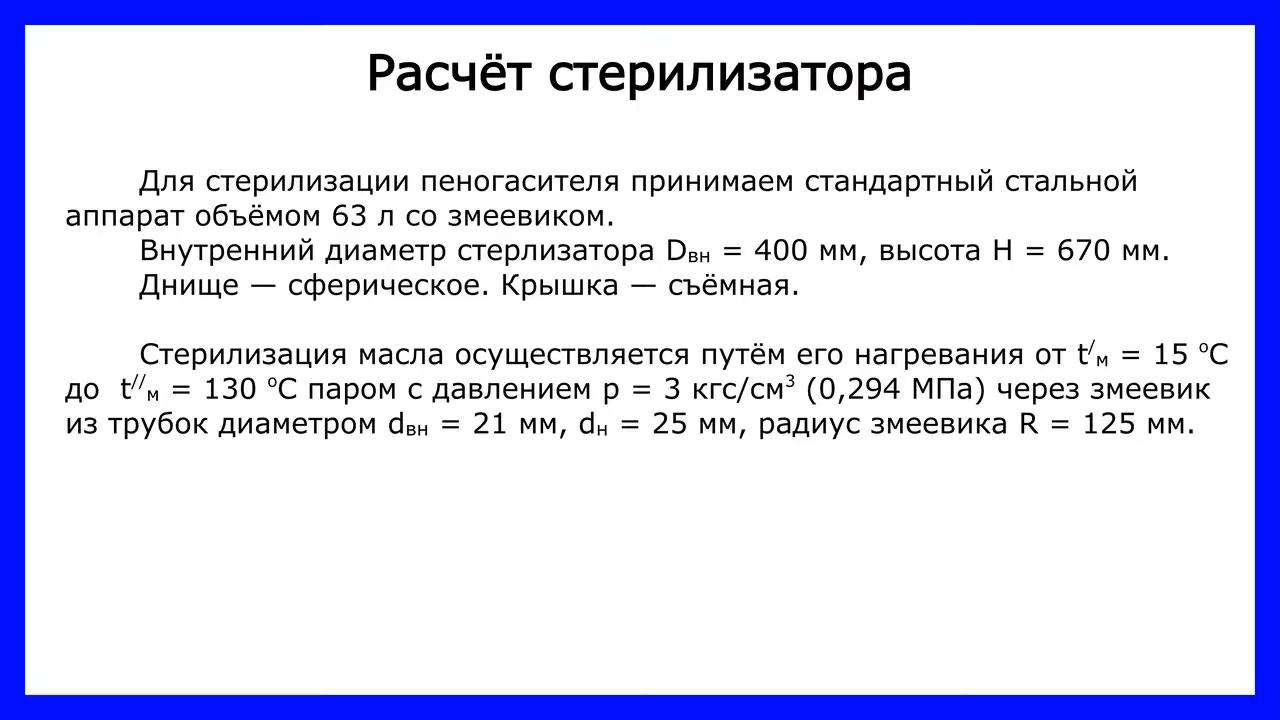 Расчёт стерилизатора
Для стерилизации пеногасителя принимаем стандартный стальной
аппарат объёмом 63 л со змеевиком.
Внутренний диаметр стерлизатора Dвн = 400 мм, высота H = 670 мм.
Днище — сферическое. Крышка — съёмная.
Стерилизация масла осуществляется путём его нагревания от t/м = 15 оС
до t//м = 130 оС паром с давлением p = 3 кгс/см3 (0,294 МПа) через змеевик
из трубок диаметром dвн = 21 мм, dн = 25 мм, радиус змеевика R = 125 мм.